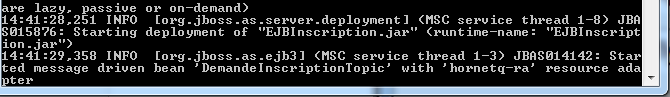 are lazy, passive or on-demand)
14:41:28,251 INFO  [org.jboss.as.server.deployment] (MSC service thread 1-8) JBA
S015876: Starting deployment of "EJBInscription.jar" (runtime-name: "EJBInscript
ion.jar")
14:41:29,358 INFO  [org.jboss.as.ejb3] (MSC service thread 1-3) JBAS014142: Star
ted message driven bean 'DemandeInscriptionTopic' with 'hornetq-ra' resource ada
pter